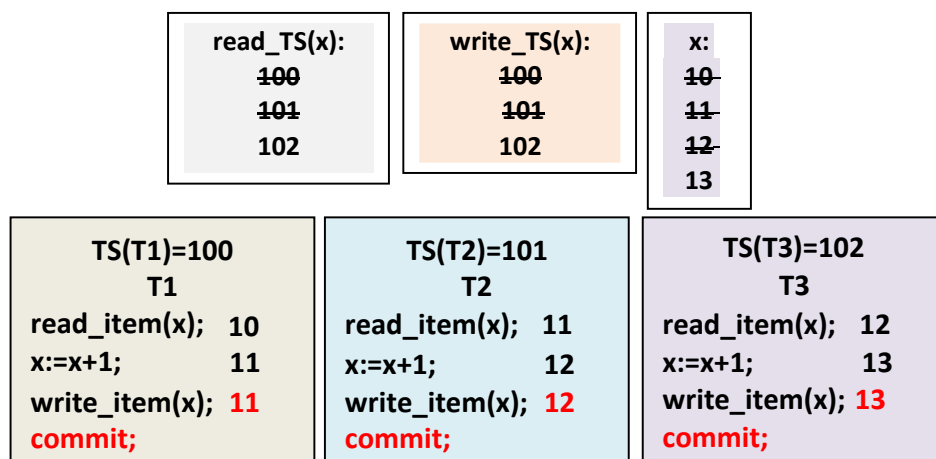 read_TS(x):
100
101
102
write_TS(x):
100
101
102
x:
10
11
12
13
TS(T1)=100
T1
read_item(x); 10
x:=x+1; 11
write_item(x); 11
commit;
TS(T2)=101
T2
read_item(x); 11
x:=x+1; 12
write_item(x); 12
commit;
TS(T3)=102
T3
read_item(x); 12
x:=x+1; 13
write_item(x); 13
commit;